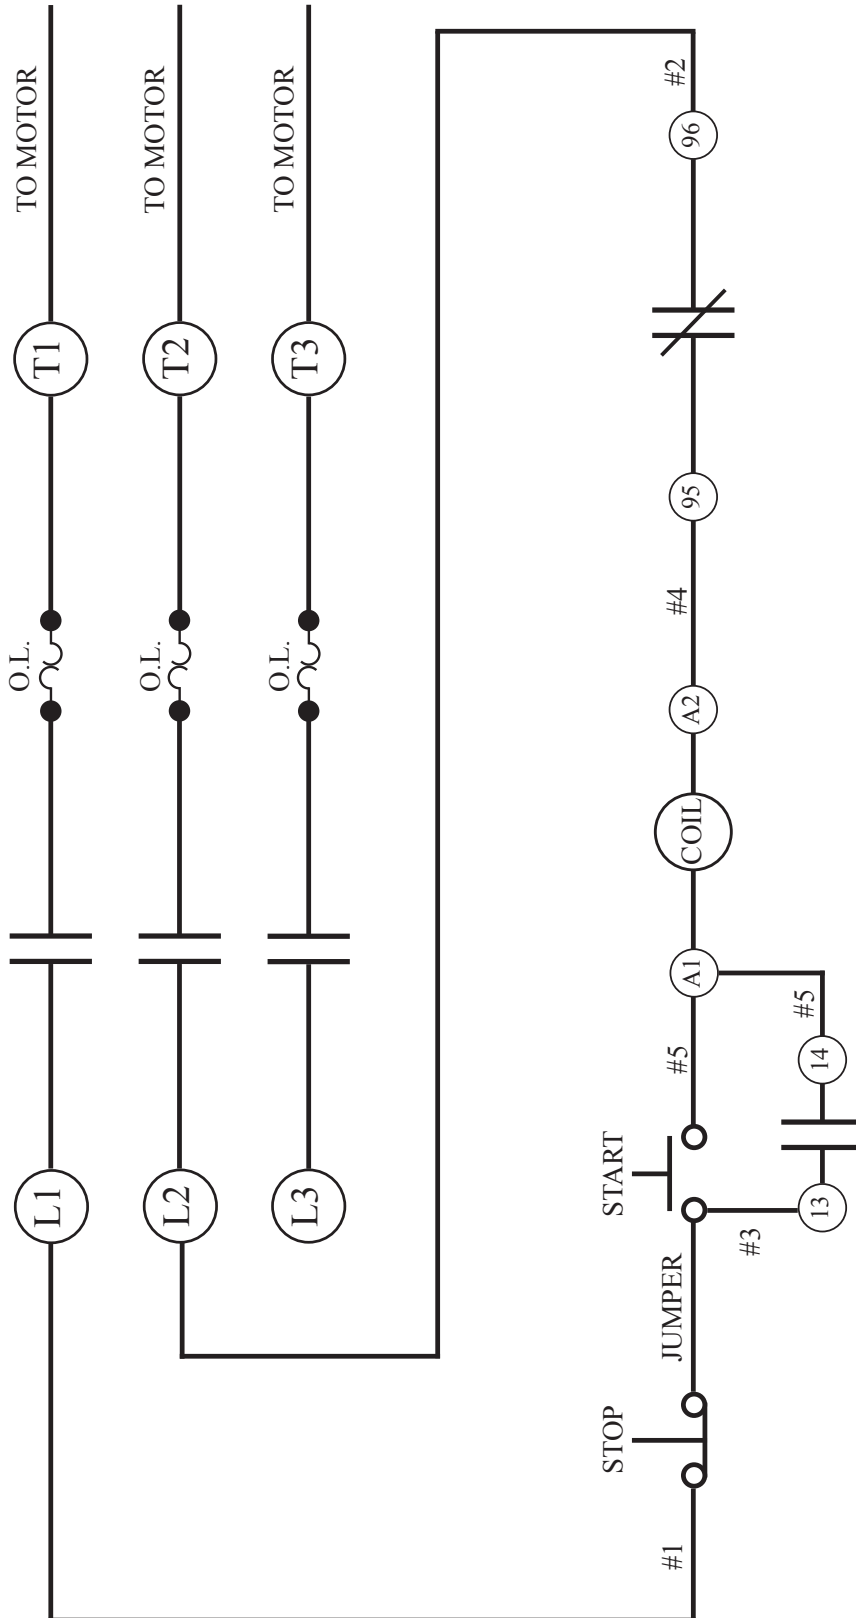 L1
O.L.
T1
TO MOTOR
L2
O.L.
T2
TO MOTOR
L3
O.L.
T3
TO MOTOR
STOP
START
#1
JUMPER
#5
A1
COIL
A2
#4
95
96
#2
#3
13
14
#5